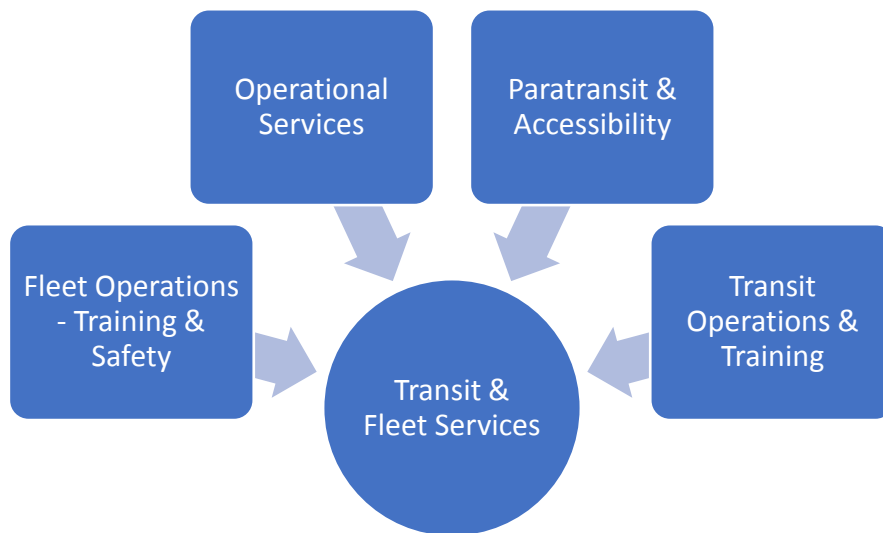 Operational
Services
Paratransit &
Accessibility
Fleet Operations
- Training &
Safety
Transit
Operations &
Training
Transit &
Fleet Services